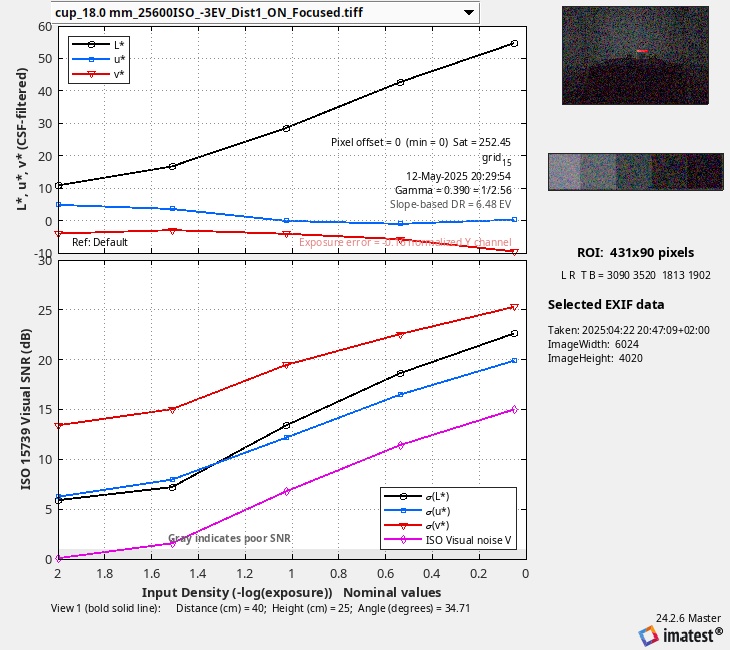 cup_18.0 mm_25600ISO_-3EV_Dist1_ON_Focused.tiff
L*, u*, v* (CSF-filtered)
60
50
40
30
20
10
0
-10
L*
u*
v*
Pixel offset = 0 (min = 0) Sat = 252.45
grid15
12-May-2025 20:29:54
Gamma = 0.390 = 1/2.56
Slope-based DR = 6.48 EV
Ref: Default
ISO 15739 Visual SNR (dB)
30
25
20
15
10
5
0
σ(L*)
σ(u*)
σ(v*)
ISO Visual noise V
Gray indicates poor SNR
2 1.8 1.6 1.4 1.2 1 0.8 0.6 0.4 0.2 0
Input Density (-log(exposure)) Nominal values
View 1 (bold solid line): Distance (cm) = 40; Height (cm) = 25; Angle (degrees) = 34.71
ROI: 431x90 pixels
L R T B = 3090 3520 1813 1902
Selected EXIF data
Taken: 2025:04:22 20:47:09+02:00
ImageWidth: 6024
ImageHeight: 4020
24.2.6 Master
imatest®